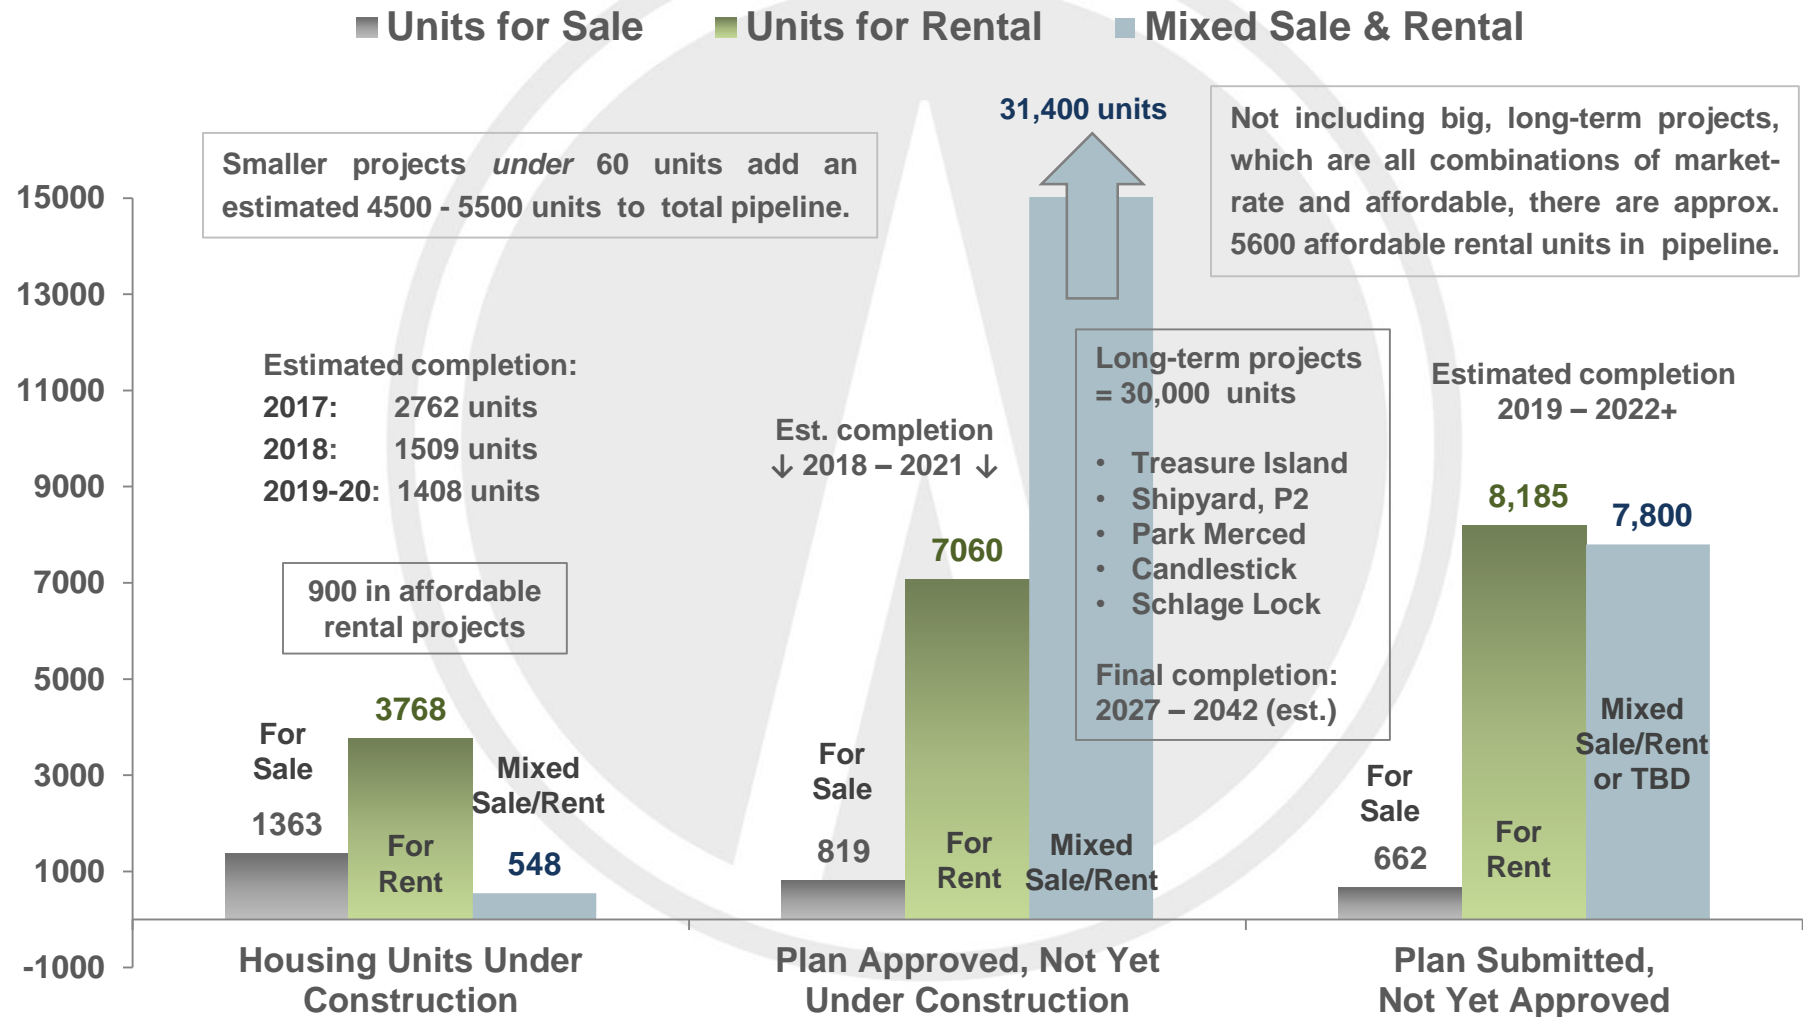 Units for Sale
Units for Rental
Mixed Sale & Rental
Smaller projects under 60 units add an
estimated 4500 - 5500 units to total pipeline.
31,400 units
Not including big, long-term projects,
which are all combinations of market-
rate and affordable, there are approx.
5600 affordable rental units in pipeline.
15000
13000
11000
9000
7000
5000
3000
1000
-1000
Estimated completion:
2017: 2762 units
2018: 1509 units
2019-20: 1408 units
900 in affordable
rental projects
For
Sale
1363
3768
For
Rent
Mixed
Sale/Rent
548
Est. completion
↓ 2018 – 2021 ↓
For
Sale
819
7060
For
Rent
Mixed
Sale/Rent
Long-term projects
= 30,000 units
• Treasure Island
• Shipyard, P2
• Park Merced
• Candlestick
• Schlage Lock
Final completion:
2027 – 2042 (est.)
Estimated completion
2019 – 2022+
For
Sale
662
8,185
For
Rent
7,800
Mixed
Sale/Rent
or TBD
Housing Units Under
Construction
Plan Approved, Not Yet
Under Construction
Plan Submitted,
Not Yet Approved